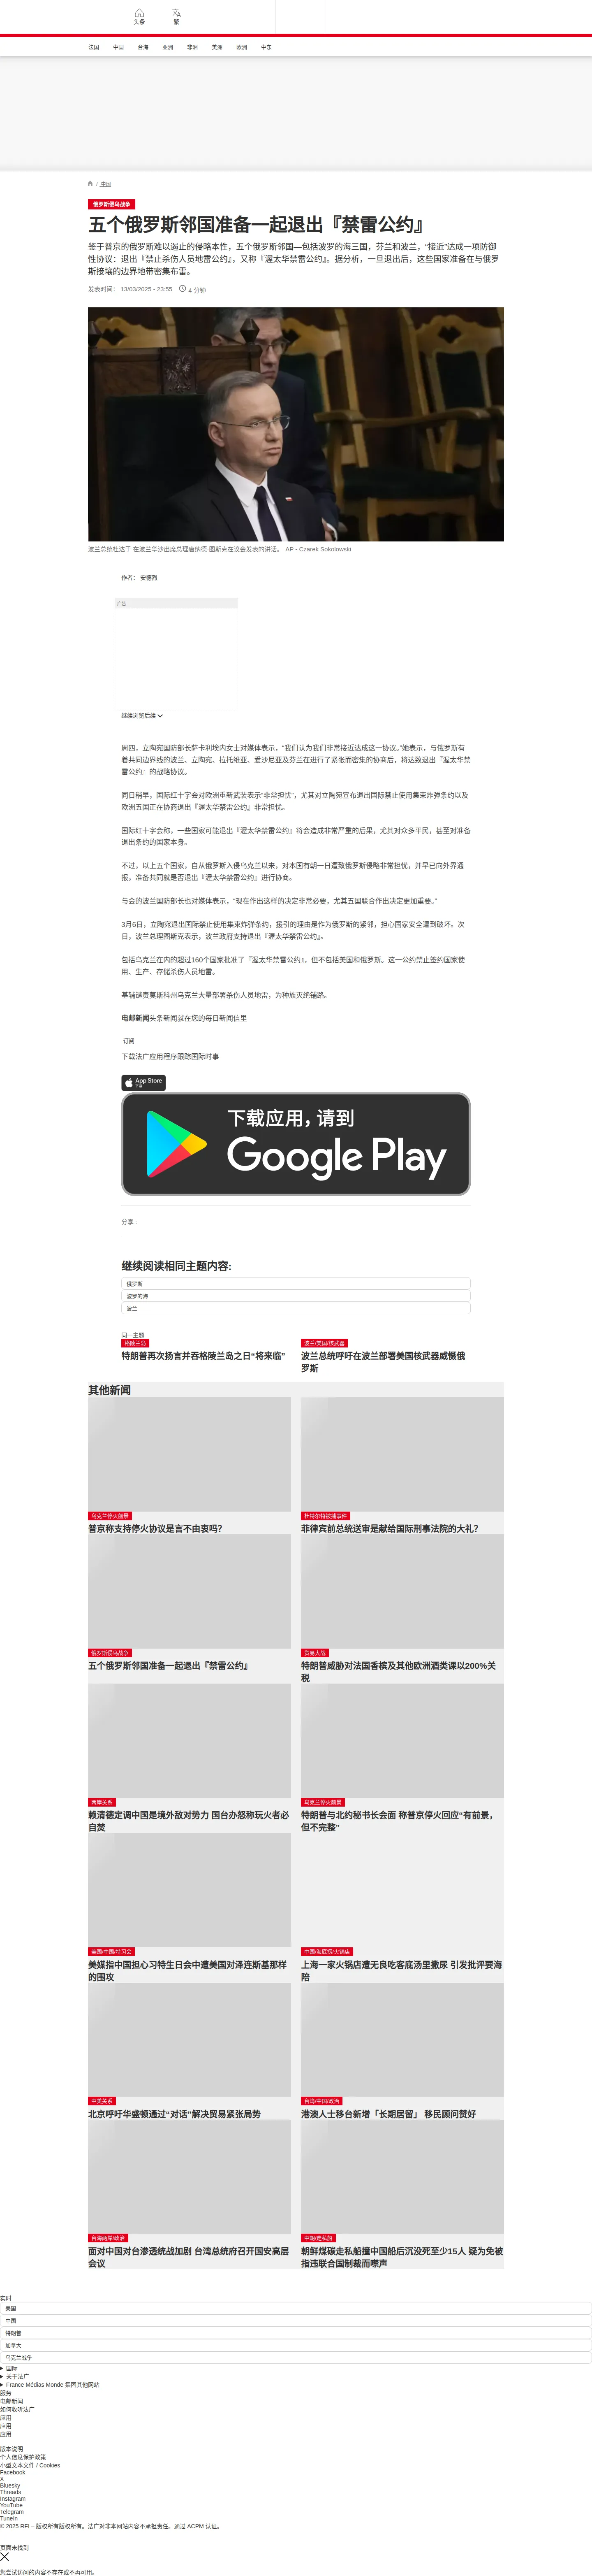 头条
繁
法国 中国 台海 亚洲 非洲 美洲 欧洲 中东
/ 中国
俄罗斯侵乌战争
五个俄罗斯邻国准备一起退出『禁雷公约』
鉴于普京的俄罗斯难以遏止的侵略本性，五个俄罗斯邻国—包括波罗的海三国，芬兰和波兰，“接近”达成一项防御
性协议：退出『禁止杀伤人员地雷公约』，又称『渥太华禁雷公约』。据分析，一旦退出后，这些国家准备在与俄罗
斯接壤的边界地带密集布雷。
发表时间： 13/03/2025 - 23:55 4 分钟
波兰总统杜达于 在波兰华沙出席总理唐纳德·图斯克在议会发表的讲话。 AP - Czarek Sokolowski
作者： 安德烈
广告
继续浏览后续
周四，立陶宛国防部长萨卡利埃内女士对媒体表示，“我们认为我们非常接近达成这一协议。”她表示，与俄罗斯有
着共同边界线的波兰、立陶宛、拉托维亚、爱沙尼亚及芬兰在进行了紧张而密集的协商后，将达致退出『渥太华禁
雷公约』的战略协议。
同日稍早，国际红十字会对欧洲重新武装表示“非常担忧”，尤其对立陶宛宣布退出国际禁止使用集束炸弹条约以及
欧洲五国正在协商退出『渥太华禁雷公约』非常担忧。
国际红十字会称，一些国家可能退出『渥太华禁雷公约』将会造成非常严重的后果，尤其对众多平民，甚至对准备
退出条约的国家本身。
不过，以上五个国家，自从俄罗斯入侵乌克兰以来，对本国有朝一日遭致俄罗斯侵略非常担忧，并早已向外界通
报，准备共同就是否退出『渥太华禁雷公约』进行协商。
与会的波兰国防部长也对媒体表示，“现在作出这样的决定非常必要，尤其五国联合作出决定更加重要。”
3月6日，立陶宛退出国际禁止使用集束炸弹条约，援引的理由是作为俄罗斯的紧邻，担心国家安全遭到破坏。次
日，波兰总理图斯克表示，波兰政府支持退出『渥太华禁雷公约』。
包括乌克兰在内的超过160个国家批准了『渥太华禁雷公约』，但不包括美国和俄罗斯。这一公约禁止签约国家使
用、生产、存储杀伤人员地雷。
基辅谴责莫斯科州乌克兰大量部署杀伤人员地雷，为种族灭绝铺路。
电邮新闻头条新闻就在您的每日新闻信里
订阅
下载法广应用程序跟踪国际时事
App Store
下载
下载应用，请到
Google Play
分享 :
继续阅读相同主题内容:
俄罗斯
波罗的海
波兰
同一主题
格陵兰岛
特朗普再次扬言并吞格陵兰岛之日“将来临”
波兰/美国/核武器
波兰总统呼吁在波兰部署美国核武器威慑俄
罗斯
其他新闻
乌克兰停火前景
普京称支持停火协议是言不由衷吗？
杜特尔特被捕事件
菲律宾前总统送审是献给国际刑事法院的大礼？
俄罗斯侵乌战争
五个俄罗斯邻国准备一起退出『禁雷公约』
贸易大战
特朗普威胁对法国香槟及其他欧洲酒类课以200%关
税
两岸关系
赖清德定调中国是境外敌对势力 国台办怒称玩火者必
自焚
乌克兰停火前景
特朗普与北约秘书长会面 称普京停火回应“有前景，
但不完整”
美国/中国/特习会
美媒指中国担心习特生日会中遭美国对泽连斯基那样
的围攻
中国/海底捞/火锅店
上海一家火锅店遭无良吃客底汤里撒尿 引发批评要海
陪
中美关系
北京呼吁华盛顿通过“对话”解决贸易紧张局势
台湾/中国/政治
港澳人士移台新增「长期居留」 移民顾问赞好
台海两岸/政治
面对中国对台渗透统战加剧 台湾总统府召开国安高层
会议
中朝/走私船
朝鲜煤碳走私船撞中国船后沉没死至少15人 疑为免被
指违联合国制裁而噤声
实时
美国
中国
特朗普
加拿大
乌克兰战争
国际
关于法广
France Médias Monde 集团其他网站
服务
电邮新闻
如何收听法广
应用
应用
应用
版本说明
个人信息保护政策
小型文本文件 / Cookies
Facebook
X
Bluesky
Threads
Instagram
YouTube
Telegram
TuneIn
© 2025 RFI – 版权所有版权所有。法广对非本网站内容不承担责任。通过 ACPM 认证。
页面未找到
您尝试访问的内容不存在或不再可用。